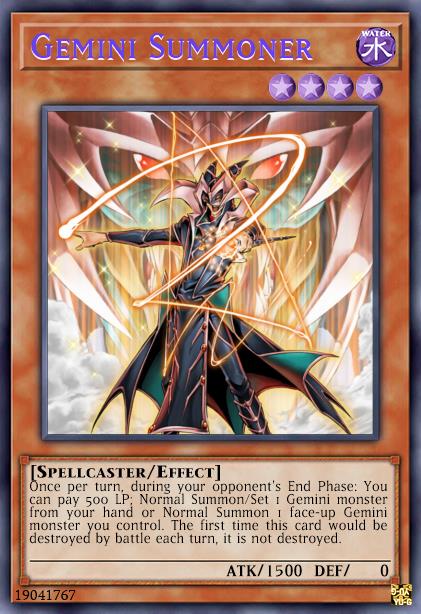 Gemini Summoner
WATER
水
[Spellcaster/Effect]
Once per turn, during your opponent's End Phase: You
can pay 500 LP; Normal Summon/Set 1 Gemini monster
from your hand or Normal Summon 1 face-up Gemini
monster you control. The first time this card would be
destroyed by battle each turn, it is not destroyed.
ATK/1500 DEF/ 0
19041767